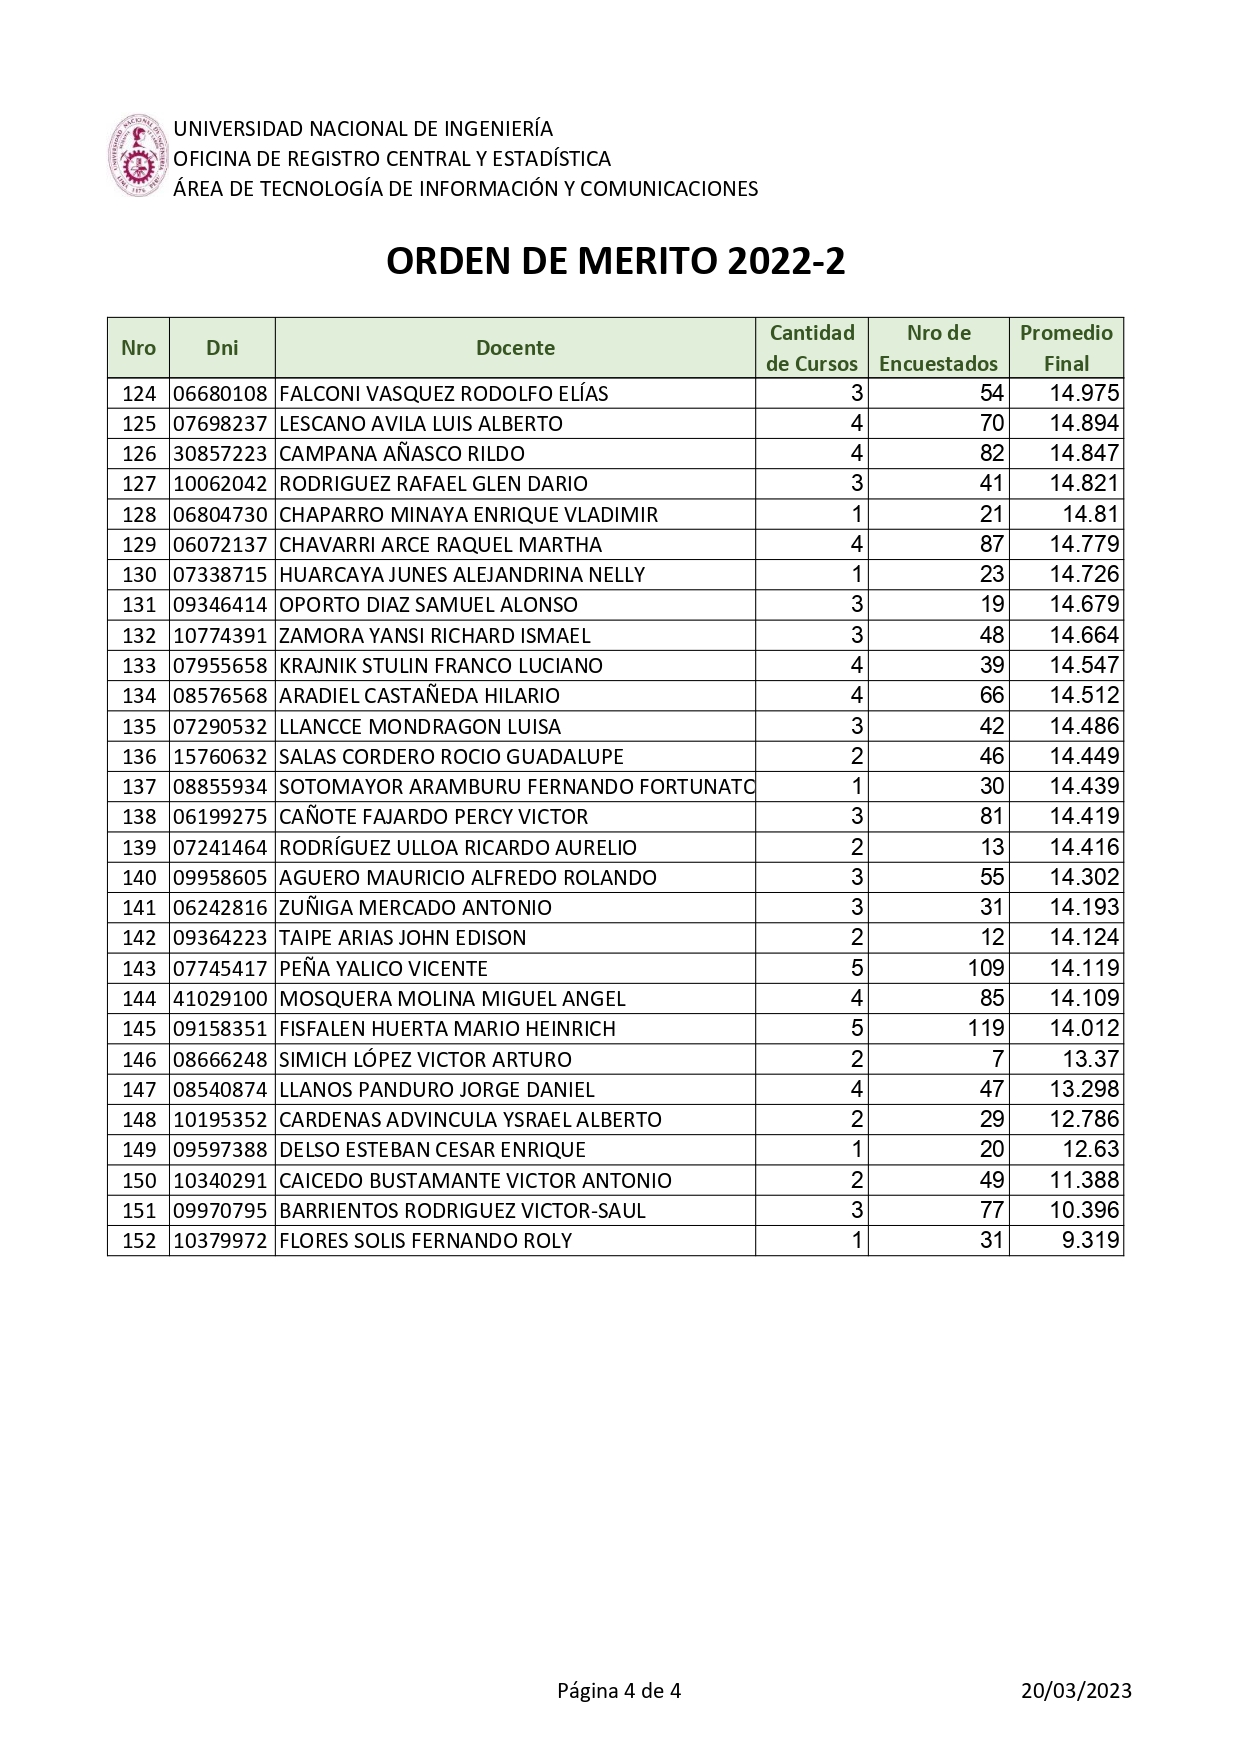 UNIVERSIDAD NACIONAL DE INGENIERÍA
OFICINA DE REGISTRO CENTRAL Y ESTADÍSTICA
ÁREA DE TECNOLOGÍA DE INFORMACIÓN Y COMUNICACIONES
ORDEN DE MERITO 2022-2
Nro Dni Docente Cantidad de Cursos Nro de Encuestados Promedio Final
124 06680108 FALCONI VASQUEZ RODOLFO ELÍAS 3 54 14.975
125 07698237 LESCANO AVILA LUIS ALBERTO 4 70 14.894
126 30857223 CAMPANA AÑASCO RILDO 4 82 14.847
127 10062042 RODRIGUEZ RAFAEL GLEN DARIO 3 41 14.821
128 06804730 CHAPARRO MINAYA ENRIQUE VLADIMIR 1 21 14.81
129 06072137 CHAVARRI ARCE RAQUEL MARTHA 4 87 14.779
130 07338715 HUARCAYA JUNES ALEJANDRINA NELLY 1 23 14.726
131 09346414 OPORTO DIAZ SAMUEL ALONSO 3 19 14.679
132 10774391 ZAMORA YANSI RICHARD ISMAEL 3 48 14.664
133 07955658 KRAJNIK STULIN FRANCO LUCIANO 4 39 14.547
134 08576568 ARADIEL CASTAÑEDA HILARIO 4 66 14.512
135 07290532 LLANCCE MONDRAGON LUISA 3 42 14.486
136 15760632 SALAS CORDERO ROCIO GUADALUPE 2 46 14.449
137 08855934 SOTOMAYOR ARAMBURU FERNANDO FORTUNATO 1 30 14.439
138 06199275 CAÑOTE FAJARDO PERCY VICTOR 3 81 14.419
139 07241464 RODRÍGUEZ ULLOA RICARDO AURELIO 2 13 14.416
140 09958605 AGUERO MAURICIO ALFREDO ROLANDO 3 55 14.302
141 06242816 ZUÑIGA MERCADO ANTONIO 3 31 14.193
142 09364223 TAIPE ARIAS JOHN EDISON 2 12 14.124
143 07745417 PEÑA YALICO VICENTE 5 109 14.119
144 41029100 MOSQUERA MOLINA MIGUEL ANGEL 4 85 14.109
145 09158351 FISFALEN HUERTA MARIO HEINRICH 5 119 14.012
146 08666248 SIMICH LÓPEZ VICTOR ARTURO 2 7 13.37
147 08540874 LLANOS PANDURO JORGE DANIEL 4 47 13.298
148 10195352 CARDENAS ADVINCULA YSRAEL ALBERTO 2 29 12.786
149 09597388 DELSO ESTEBAN CESAR ENRIQUE 1 20 12.63
150 10340291 CAICEDO BUSTAMANTE VICTOR ANTONIO 2 49 11.388
151 09970795 BARRIENTOS RODRIGUEZ VICTOR-SAUL 3 77 10.396
152 10379972 FLORES SOLIS FERNANDO ROLY 1 31 9.319
Página 4 de 4
20/03/2023